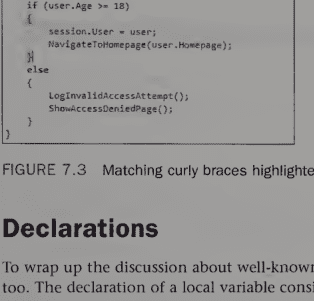 if (user.Age >= 18)
{
session.User = user;
NavigateToHomepage(user.Homepage);
}
else
{
LogInvalidAccessAttempt();
ShowAccessDeniedPage();
}
}
FIGURE 7.3 Matching curly braces highlighte
Declarations
To wrap up the discussion about well-known
too. The declaration of a local variable consi